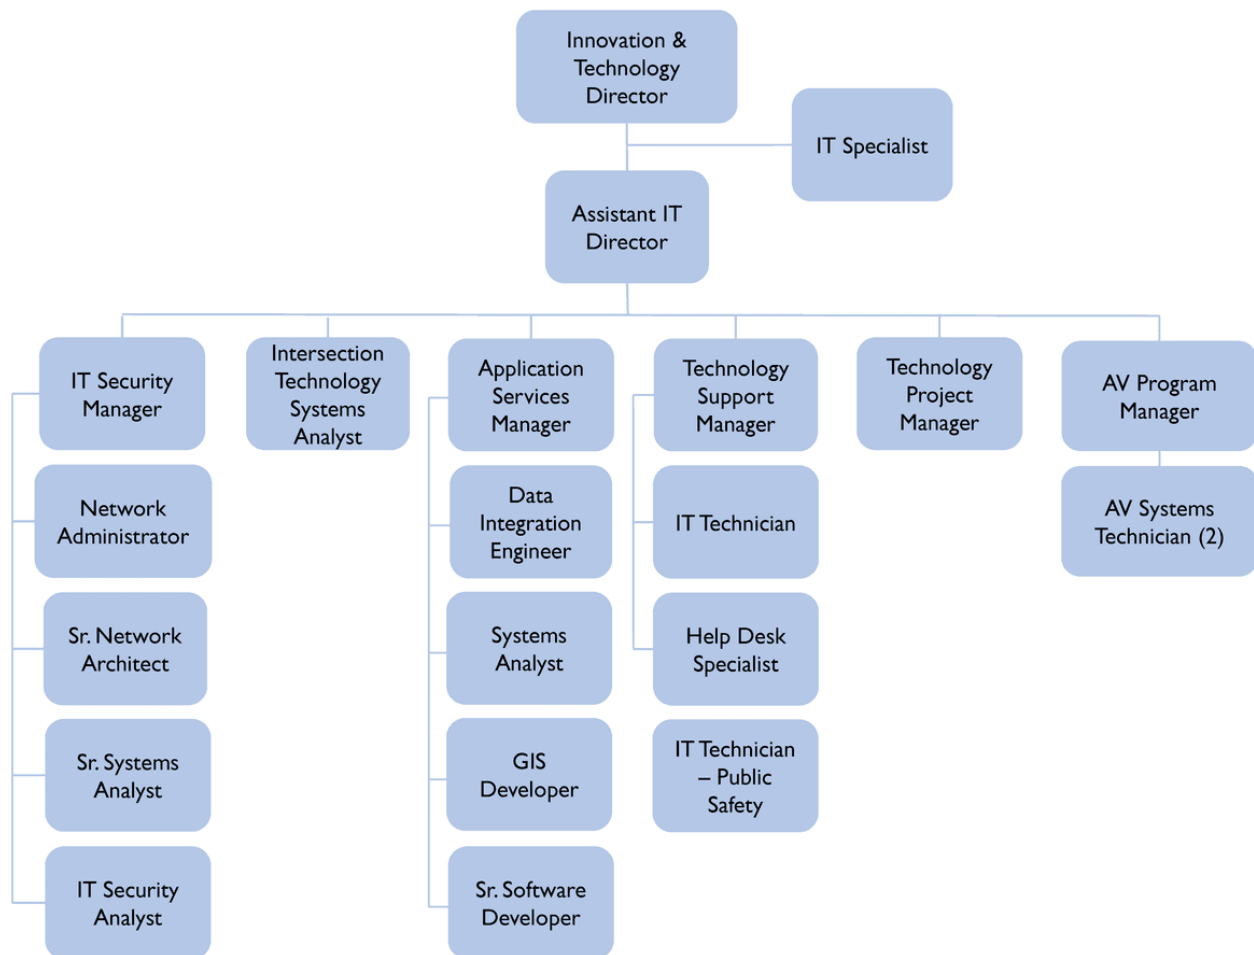 Innovation &
Technology
Director
IT Specialist
Assistant IT
Director
IT Security
Manager
Intersection
Technology
Systems
Analyst
Application
Services
Manager
Technology
Support
Manager
Technology
Project
Manager
AV Program
Manager
Network
Administrator
Data
Integration
Engineer
IT Technician
AV Systems
Technician (2)
Sr. Network
Architect
Systems
Analyst
Help Desk
Specialist
Sr. Systems
Analyst
GIS
Developer
IT Technician
– Public
Safety
IT Security
Analyst
Sr. Software
Developer